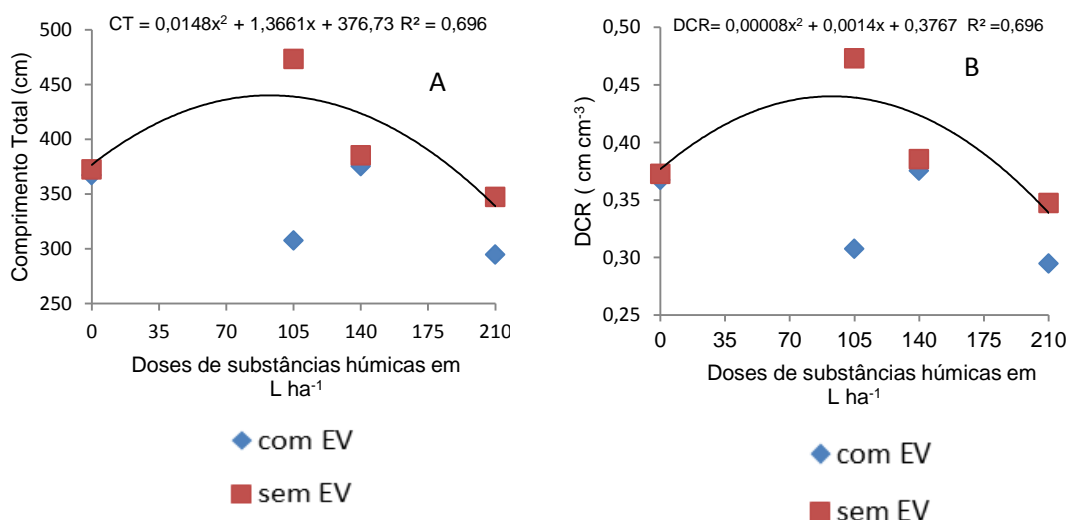 CT = 0,0148x² + 1,3661x + 376,73 R² = 0,696
A
Comprimento Total (cm)
500
450
400
350
300
250
0 35 70 105 140 175 210
Doses de substâncias húmicas em
L ha⁻¹
com EV
sem EV
DCR= 0,00008x² + 0,0014x + 0,3767 R² =0,696
B
DCR ( cm cm⁻³ )
0,50
0,45
0,40
0,35
0,30
0,25
0 35 70 105 140 175 210
Doses de substâncias húmicas em
L ha⁻¹
com EV
sem EV